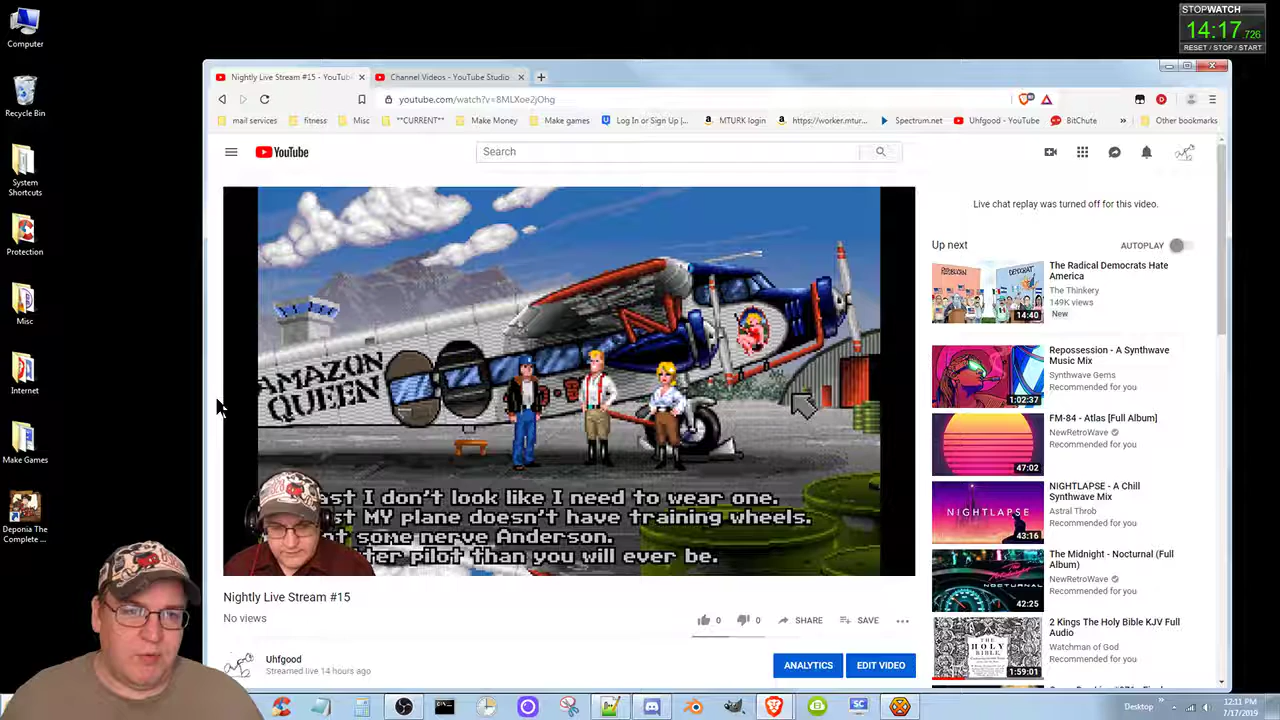 STOPWATCH
14:17.726
RESET / STOP / START
Computer
Recycle Bin
System
Shortcuts
Protection
Misc
Internet
Make Games
Deponia The
Complete ...
Nightly Live Stream #15 - YouTub
Channel Videos - YouTube Studio
youtube.com/watch?v=8MLXoe2jOhg
mail services
fitness
Misc
**CURRENT**
Make Money
Make games
Log In or Sign Up |...
MTURK login
https://worker.mtur...
Spectrum.net
Uhfgood - YouTube
BitChute
»
Other bookmarks
YouTube
Search
AMAZON
QUEEN
ast I don't look like I need to wear one.
st MY plane doesn't have training wheels.
t some nerve Anderson.
ter pilot than you will ever be.
Nightly Live Stream #15
No views
0
0
SHARE
SAVE
Uhfgood
Streamed live 14 hours ago
ANALYTICS
EDIT VIDEO
Live chat replay was turned off for this video.
Up next
AUTOPLAY
REPUBLICAN
DEMOCRAT
14:40
The Radical Democrats Hate
America
The Thinkery
149K views
New
1:02:37
Repossession - A Synthwave
Music Mix
Synthwave Gems
Recommended for you
47:02
FM-84 - Atlas [Full Album]
NewRetroWave
Recommended for you
NIGHTLAPSE
43:16
NIGHTLAPSE - A Chill
Synthwave Mix
Astral Throb
Recommended for you
42:25
The Midnight - Nocturnal (Full
Album)
NewRetroWave
Recommended for you
1:59:01
2 Kings The Holy Bible KJV Full
Audio
Watchman of God
Recommended for you
Desktop
»
12:11 PM
7/17/2019